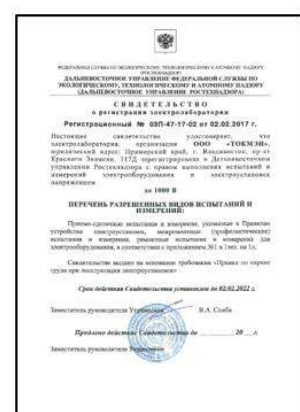 ФЕДЕРАЛЬНАЯ СЛУЖБА ПО ЭКОЛОГИЧЕСКОМУ, ТЕХНОЛОГИЧЕСКОМУ И АТОМНОМУ НАДЗОРУ
(РОСТЕХНАДЗОР)
ДАЛЬНЕВОСТОЧНОЕ УПРАВЛЕНИЕ ФЕДЕРАЛЬНОЙ СЛУЖБЫ ПО
ЭКОЛОГИЧЕСКОМУ, ТЕХНОЛОГИЧЕСКОМУ И АТОМНОМУ НАДЗОРУ
(ДАЛЬНЕВОСТОЧНОЕ УПРАВЛЕНИЕ РОСТЕХНАДЗОРА)
СВИДЕТЕЛЬСТВО
о регистрации электролаборатории
Регистрационный № 03Л-47-17-02 от 02.02.2017 г.
Настоящее свидетельство удостоверяет, что
электролаборатория, организации ООО «ТОКМЭН»,
юридический адрес: Приморский край, г. Владивосток, пр-кт
Красного Знамени, 117Д зарегистрирована в Дальневосточном
управлении Ростехнадзора с правом выполнения испытаний и
измерений электрооборудования и электроустановок
напряжением
до 1000 В
ПЕРЕЧЕНЬ РАЗРЕШЕННЫХ ВИДОВ ИСПЫТАНИЙ И
ИЗМЕРЕНИЙ:
Приемо-сдаточные испытания и измерения, указанные в Правилах
устройства электроустановок, межремонтные (профилактические)
испытания и измерения, ремонтные испытания и измерения для
электрооборудования, в соответствии с приложением №1 к
Свидетельство выдано на основании требования «Правил по охране
труда при эксплуатации электроустановок»
Срок действия Свидетельства установлен до 02.02.2022 г.
Заместитель руководителя Управления В.А. Скиба
Продлено действие Свидетельства до 20 г.
Заместитель руководителя Управления